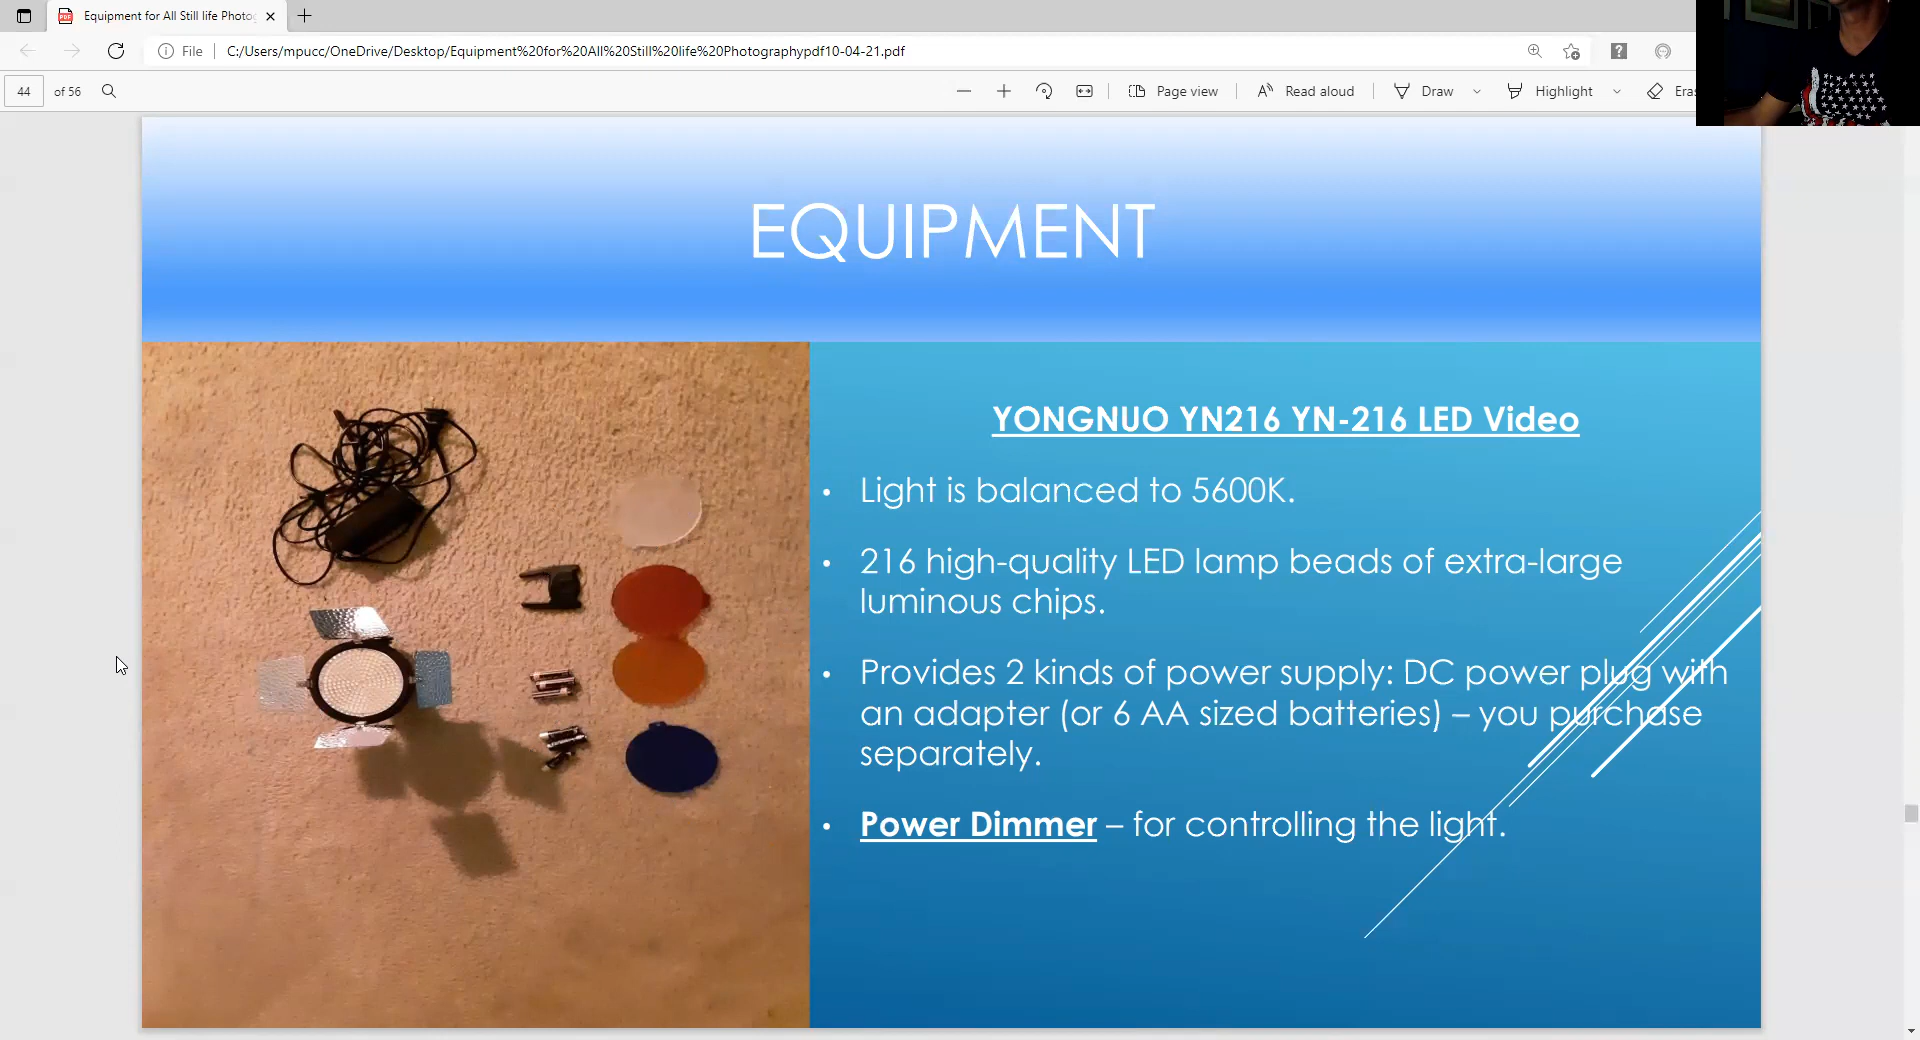 Equipment for All Still life Photog
File
C:/Users/mpucc/OneDrive/Desktop/Equipment%20for%20All%20Still%20life%20Photographypdf10-04-21.pdf
44 of 56
Page view
Read aloud
Draw
Highlight
Eras
EQUIPMENT
YONGNUO YN216 YN-216 LED Video
• Light is balanced to 5600K.
• 216 high-quality LED lamp beads of extra-large
luminous chips.
• Provides 2 kinds of power supply: DC power plug with
an adapter (or 6 AA sized batteries) – you purchase
separately.
• Power Dimmer – for controlling the light.